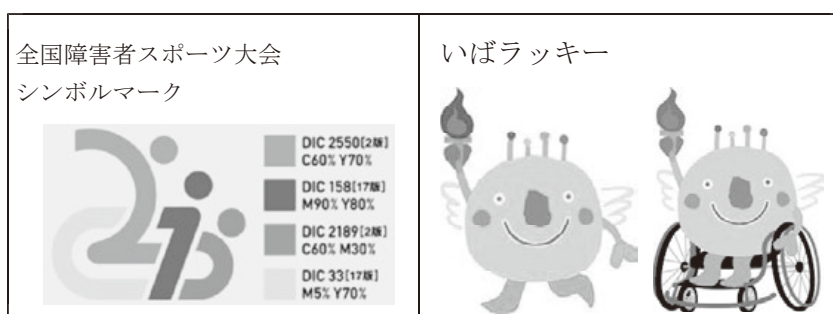 全国障害者スポーツ大会
シンボルマーク
DIC 2550[2版]
C60% Y70%
DIC 158[17版]
M90% Y80%
DIC 2189[2版]
C60% M30%
DIC 33[17版]
M5% Y70%
いばラッキー